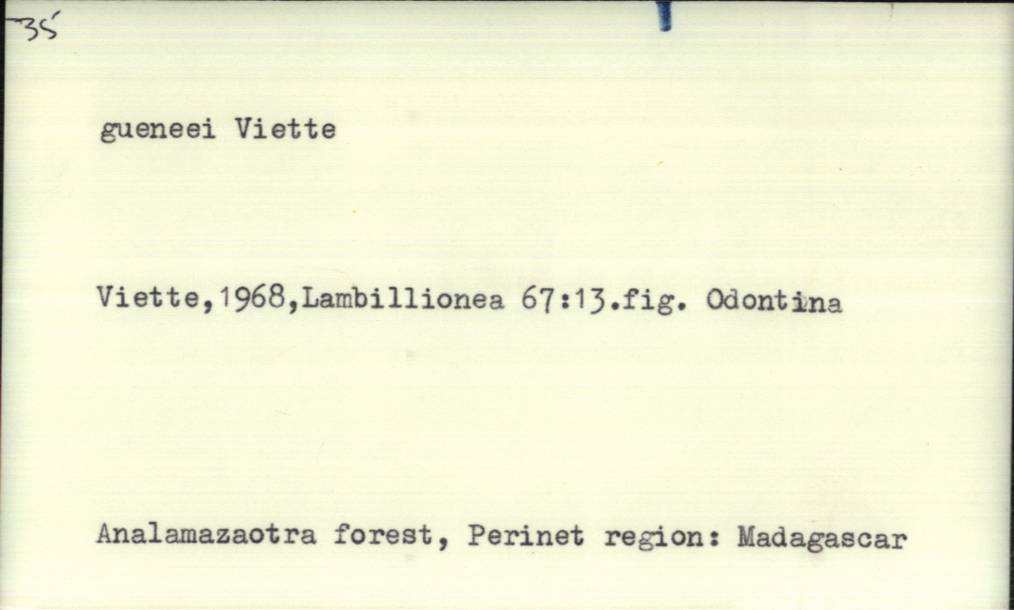 35
gueneei Viette
Viette,1968,Lambillionea 67:13.fig. Odontina
Analamazaotra forest, Perinet region: Madagascar